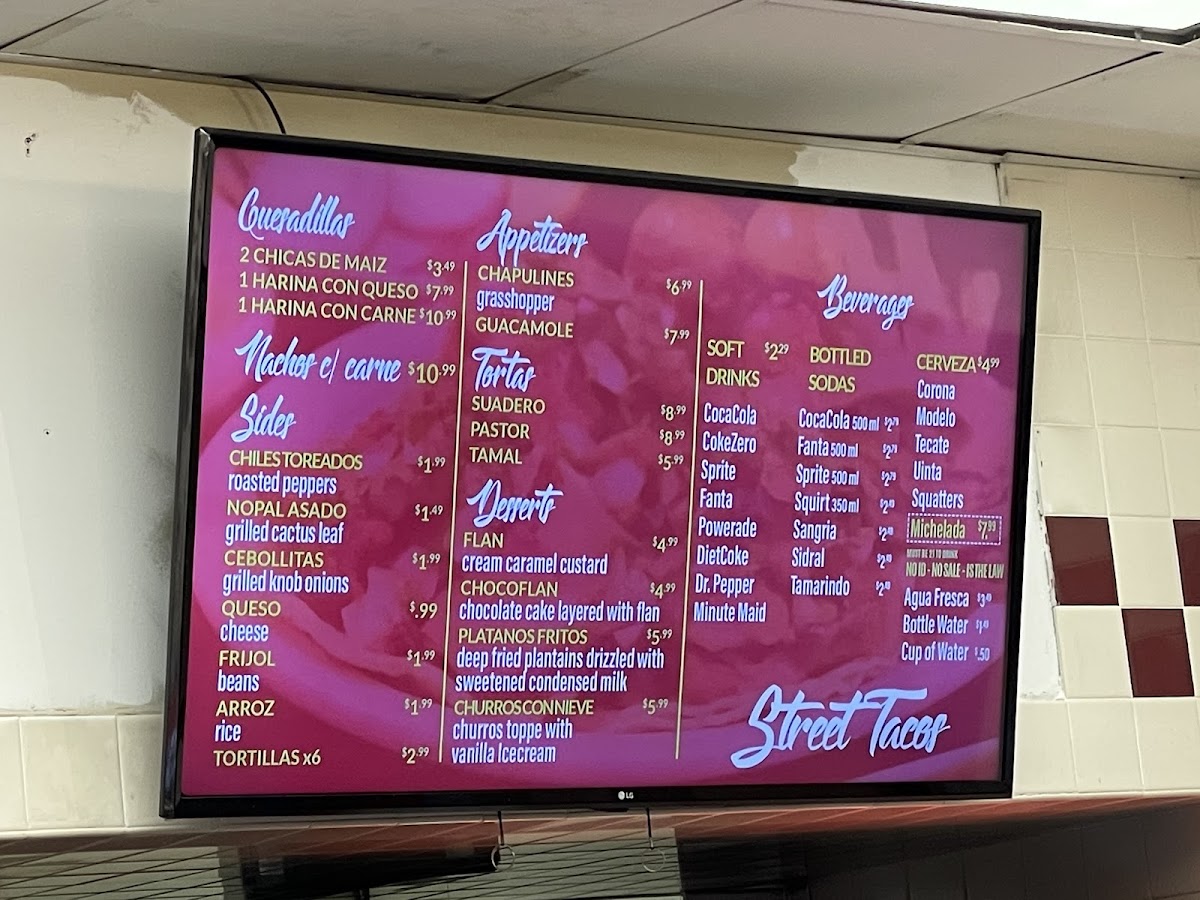 Quesadillas
2 CHICAS DE MAIZ $3.49
1 HARINA CON QUESO $7.99
1 HARINA CON CARNE $10.99
Nachos c/ carne $10.99
Sides
CHILES TOREADOS $1.99
roasted peppers
NOPAL ASADO $1.49
grilled cactus leaf
CEBOLLITAS $1.99
grilled knob onions
QUESO $.99
cheese
FRIJOL $1.99
beans
ARROZ $1.99
rice
TORTILLAS x6 $2.99
Appetizers
CHAPULINES $6.99
grasshopper
GUACAMOLE $7.99
Tortas
SUADERO $8.99
PASTOR $8.99
TAMAL $5.99
Desserts
FLAN $4.99
cream caramel custard
CHOCOFLAN $4.99
chocolate cake layered with flan
PLATANOS FRITOS $5.99
deep fried plantains drizzled with
sweetened condensed milk
CHURROS CON NIEVE $5.99
churros toppe with
vanilla Icecream
Beverages
SOFT $2.29
DRINKS
CocaCola
CokeZero
Sprite
Fanta
Powerade
DietCoke
Dr. Pepper
Minute Maid
BOTTLED
SODAS
CocaCola 500 ml
Fanta 500 ml
Sprite 500 ml
Squirt 350 ml
Sangria
Sidral
Tamarindo
CERVEZA $4.99
Corona
Modelo
Tecate
Uinta
Squatters
Michelada $7.99
MUST BE 21 TO DRINK
NO ID - NO SALE - IS THE LAW
Agua Fresca
Bottle Water
Cup of Water $.50
Street Tacos
LG